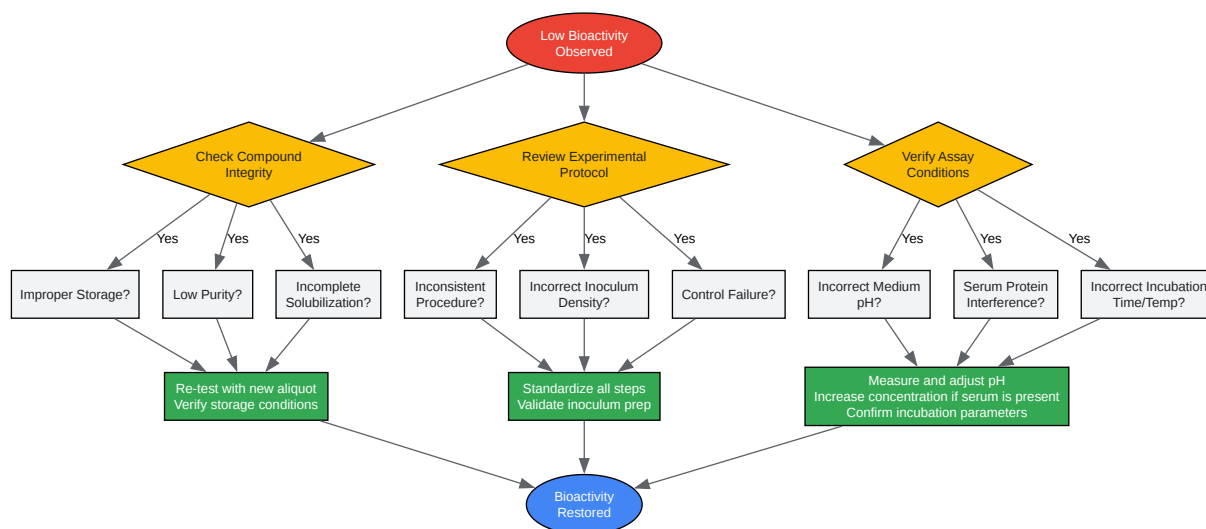 Low Bioactivity
Observed
Check Compound
Integrity
Review Experimental
Protocol
Verify Assay
Conditions
Yes
Yes
Yes
Yes
Yes
Yes
Yes
Yes
Yes
Improper Storage?
Low Purity?
Incomplete
Solubilization?
Inconsistent
Procedure?
Incorrect Inoculum
Density?
Control Failure?
Incorrect Medium
pH?
Serum Protein
Interference?
Incorrect Incubation
Time/Temp?
Re-test with new aliquot
Verify storage conditions
Standardize all steps
Validate inoculum prep
Measure and adjust pH
Increase concentration if serum is present
Confirm incubation parameters
Bioactivity
Restored